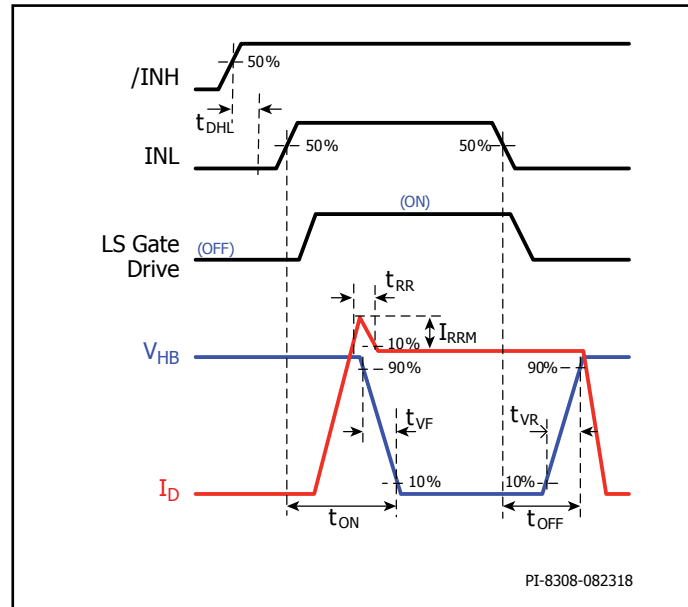 /INH
50%
tDHL
INL
50%
50%
(ON)
LS Gate
Drive
(OFF)
tRR
IRRM
10%
VHB
90%
90%
tVF
tVR
10%
10%
ID
tON
tOFF
PI-8308-082318